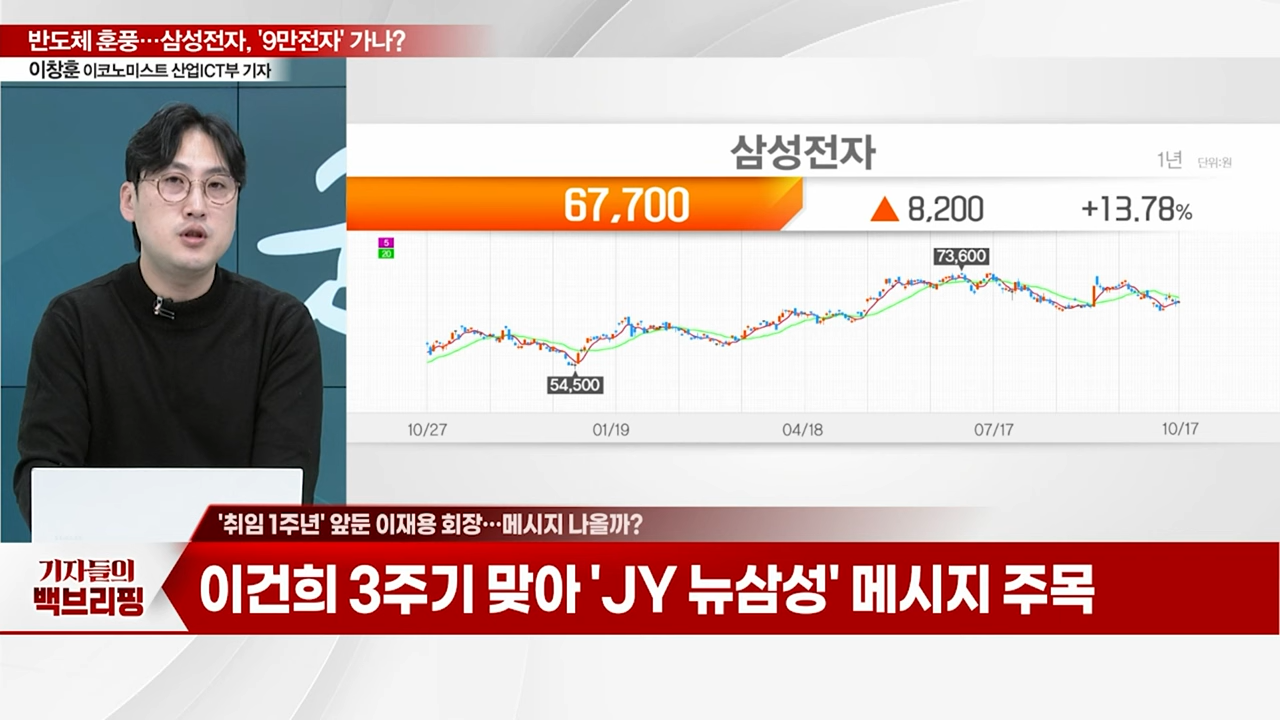 반도체 훈풍…삼성전자, '9만전자' 가나?
이창훈 이코노미스트 산업ICT부 기자
삼성전자
1년 단위:원
67,700 ▲ 8,200 +13.78%
5
20
73,600
54,500
10/27 01/19 04/18 07/17 10/17
'취임 1주년' 앞둔 이재용 회장…메시지 나올까?
기자들의
백브리핑
이건희 3주기 맞아 'JY 뉴삼성' 메시지 주목